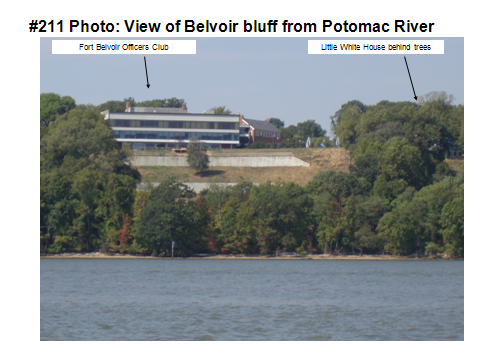 #211 Photo: View of Belvoir bluff from Potomac River
Fort Belvoir Officers Club
Little White House behind trees